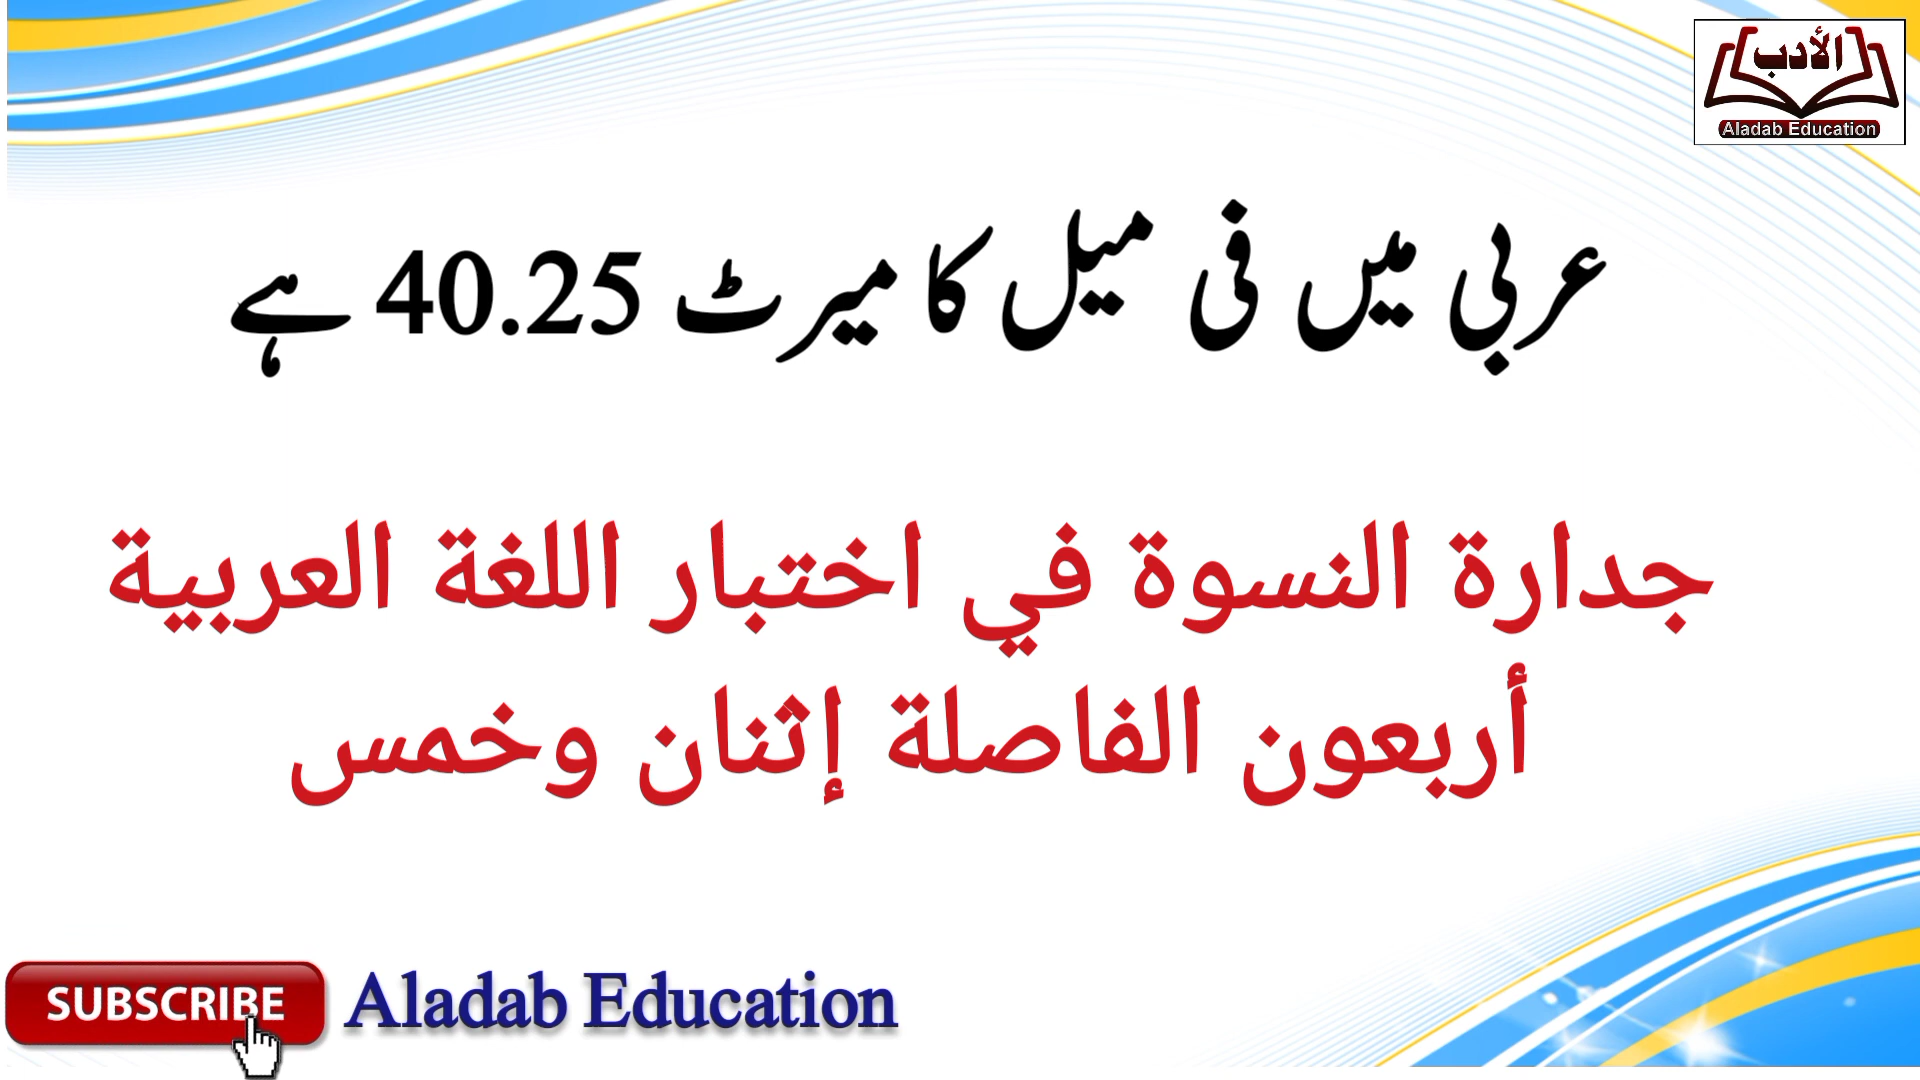 الأدب
Aladab Education
عربی میں فی میل کا میرٹ 40.25 ہے
جدارة النسوة في اختبار اللغة العربية
أربعون الفاصلة إثنان وخمس
SUBSCRIBE
Aladab Education